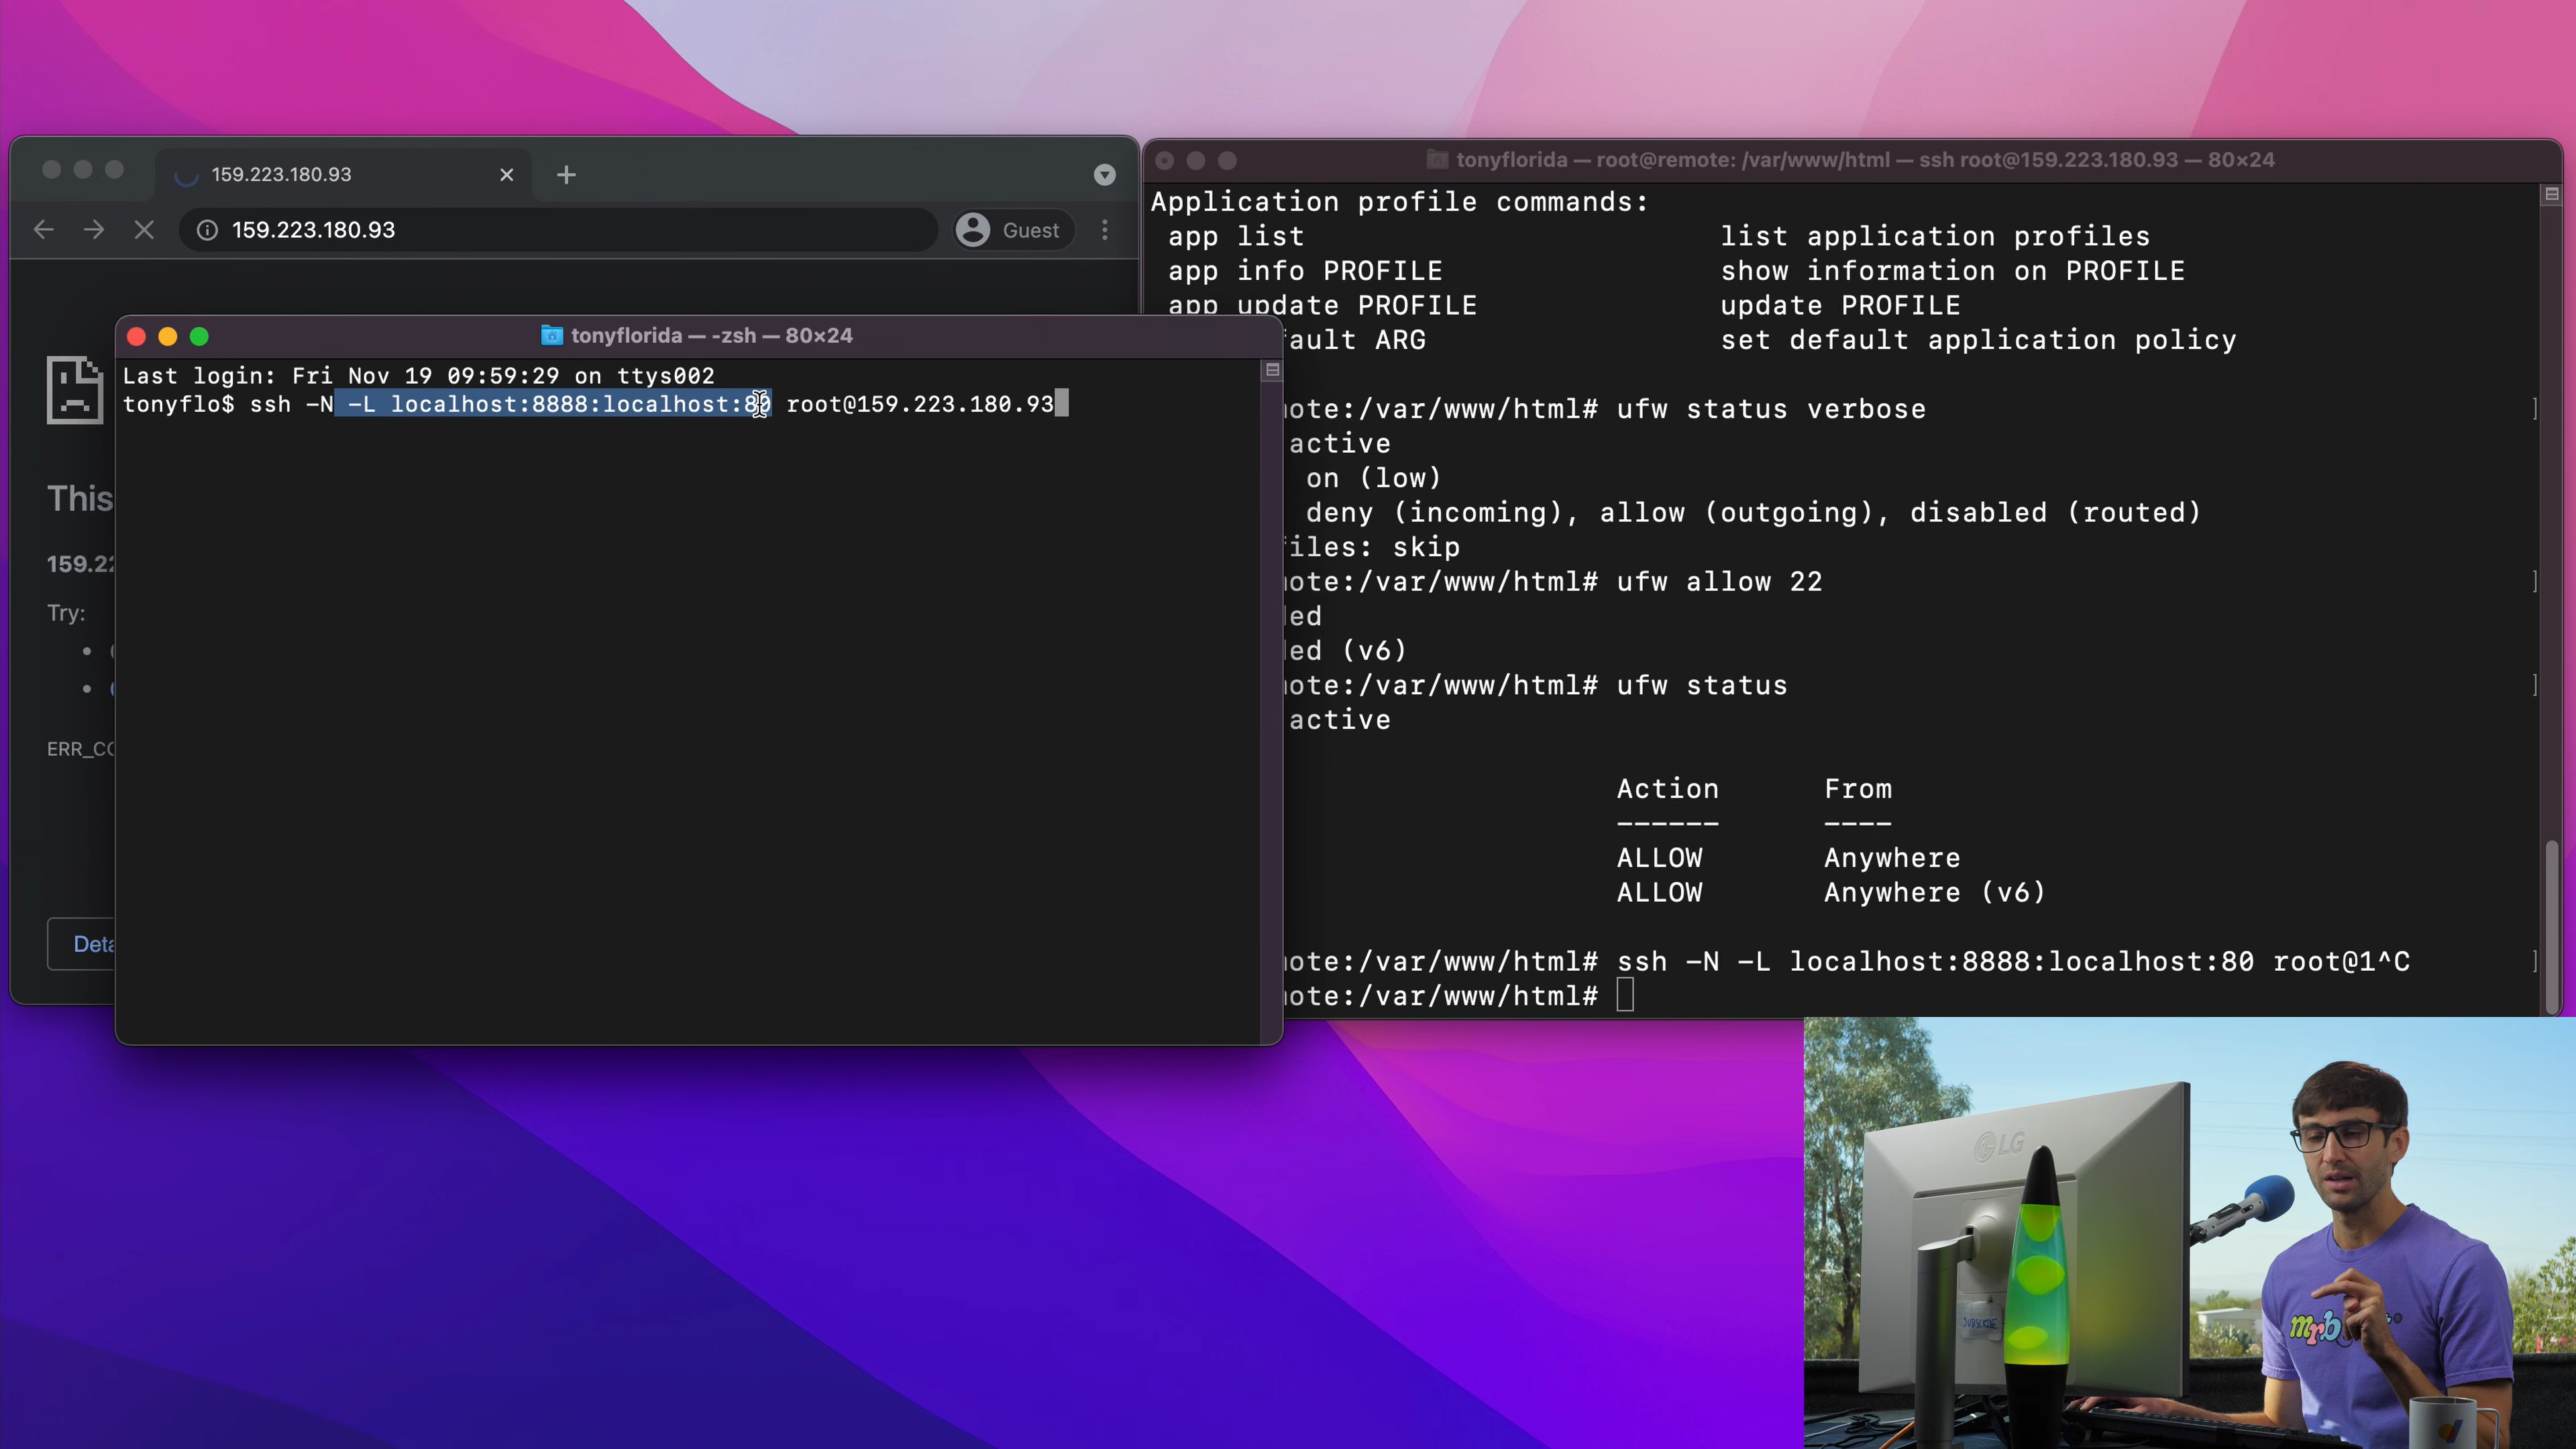 159.223.180.93
159.223.180.93
Guest
This
159.22
Try:
ERR_CO
Deta
tonyflorida — -zsh — 80×24
Last login: Fri Nov 19 09:59:29 on ttys002
tonyflo$ ssh -N -L localhost:8888:localhost:80 root@159.223.180.93
tonyflorida — root@remote: /var/www/html — ssh root@159.223.180.93 — 80×24
Application profile commands:
app list list application profiles
app info PROFILE show information on PROFILE
app update PROFILE update PROFILE
ault ARG set default application policy
ote:/var/www/html# ufw status verbose
active
on (low)
deny (incoming), allow (outgoing), disabled (routed)
iles: skip
ote:/var/www/html# ufw allow 22
ed
ed (v6)
ote:/var/www/html# ufw status
active
Action From
------ ----
ALLOW Anywhere
ALLOW Anywhere (v6)
ote:/var/www/html# ssh -N -L localhost:8888:localhost:80 root@1^C
ote:/var/www/html#
LG
SUBSCRIBE
mrb